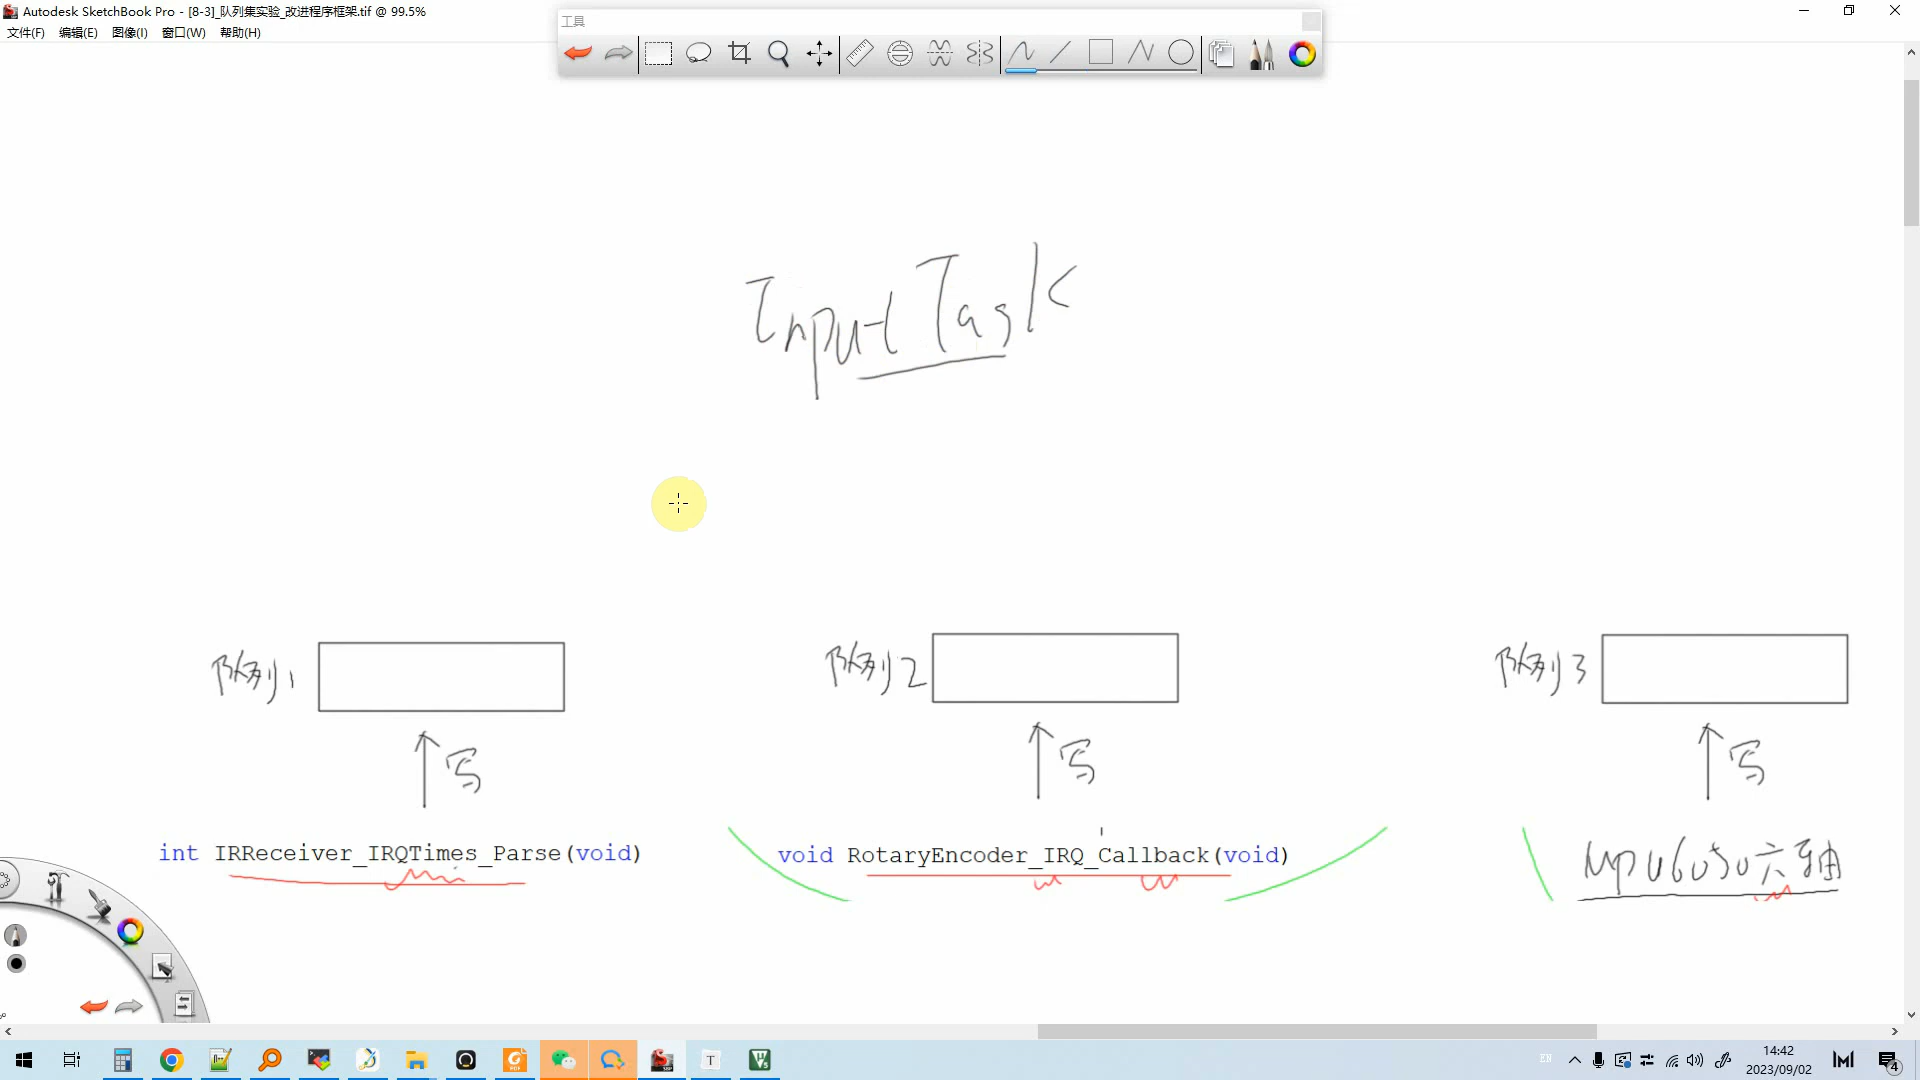 Autodesk SketchBook Pro - [8-3]_队列集实验_改进程序框架.tif @ 99.5%
文件(F) 编辑(E) 图像(I) 窗口(W) 帮助(H)
工具
Input Task
队列1
队列2
队列3
写
写
写
int IRReceiver_IRQTimes_Parse(void)
void RotaryEncoder_IRQ_Callback(void)
Mpu6050六轴
EN
14:42
2023/09/02
4